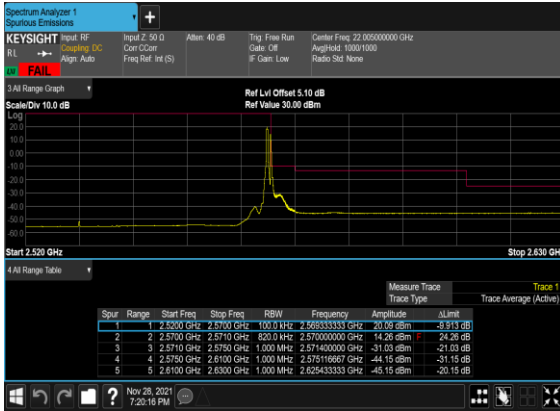 Spectrum Analyzer 1
Spurious Emissions
+
KEYSIGHT Input: RF Input Z: 50 Ω Atten: 40 dB Trig: Free Run Center Freq: 22.005000000 GHz
RL Coupling: DC Corr CCorr Gate: Off Avg|Hold: 1000/1000
Align: Auto Freq Ref: Int (S) IF Gain: Low Radio Std: None
FAIL
3 All Range Graph
Ref Lvl Offset 5.10 dB
Scale/Div 10.0 dB Ref Value 30.00 dBm
Log
20.0
10.0
0.00
-10.0
-20.0
-30.0
-40.0
-50.0
-60.0
Start 2.520 GHz Stop 2.630 GHz
4 All Range Table
Measure Trace Trace 1
Trace Type Trace Average (Active)
Spur Range Start Freq Stop Freq RBW Frequency Amplitude ΔLimit
1 1 2.5200 GHz 2.5700 GHz 100.0 kHz 2.569333333 GHz 20.09 dBm -9.913 dB
2 2 2.5700 GHz 2.5710 GHz 820.0 kHz 2.570000000 GHz 14.26 dBm F 24.26 dB
3 3 2.5710 GHz 2.5750 GHz 1.000 MHz 2.571400000 GHz -31.03 dBm -21.03 dB
4 4 2.5750 GHz 2.6100 GHz 1.000 MHz 2.575116667 GHz -44.15 dBm -31.15 dB
5 5 2.6100 GHz 2.6300 GHz 1.000 MHz 2.625433333 GHz -45.15 dBm -20.15 dB
? Nov 28, 2021
7:20:16 PM